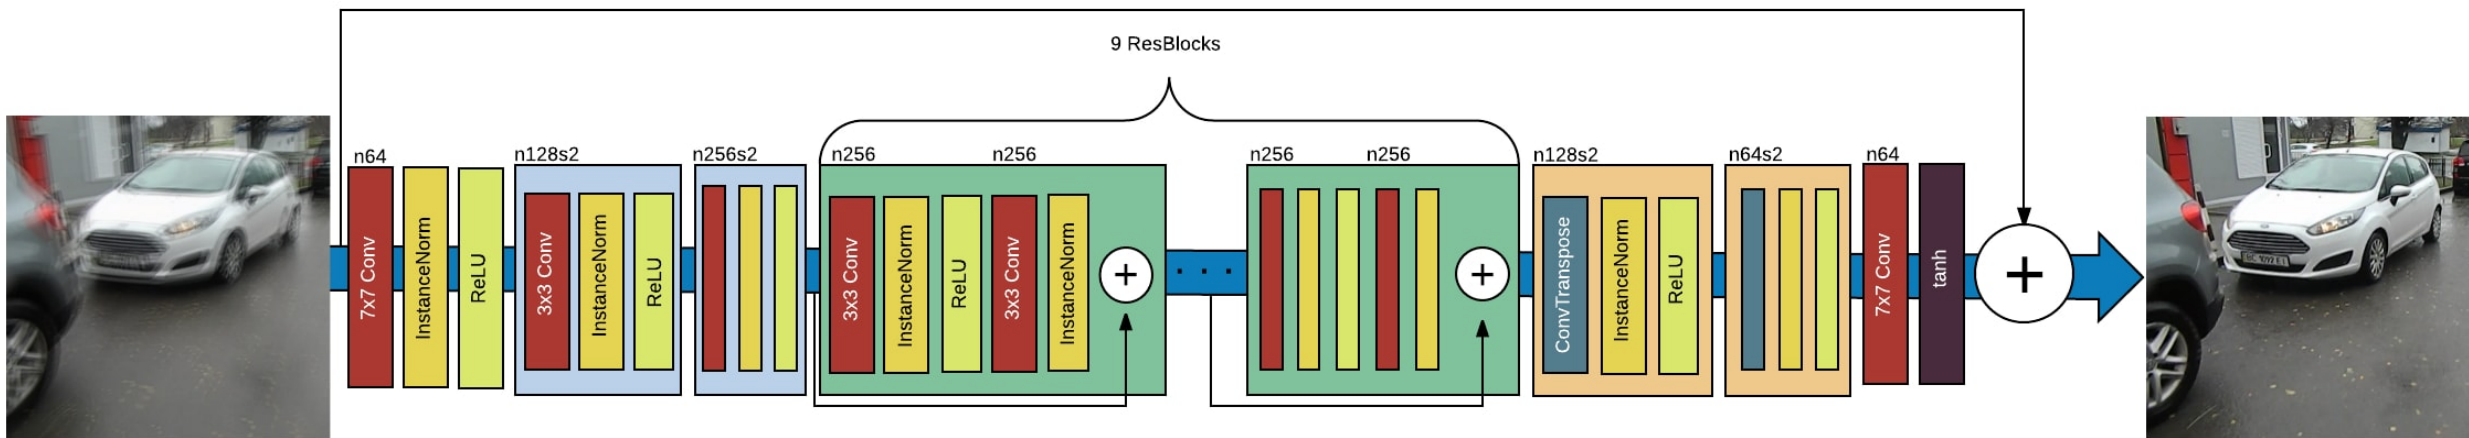 9 ResBlocks
n64
n128s2
n256s2
n256
n256
n256
n256
n128s2
n64s2
n64
7x7 Conv
InstanceNorm
ReLU
3x3 Conv
InstanceNorm
ReLU
3x3 Conv
InstanceNorm
ReLU
3x3 Conv
InstanceNorm
+
. . .
+
ConvTranspose
InstanceNorm
ReLU
7x7 Conv
tanh
+